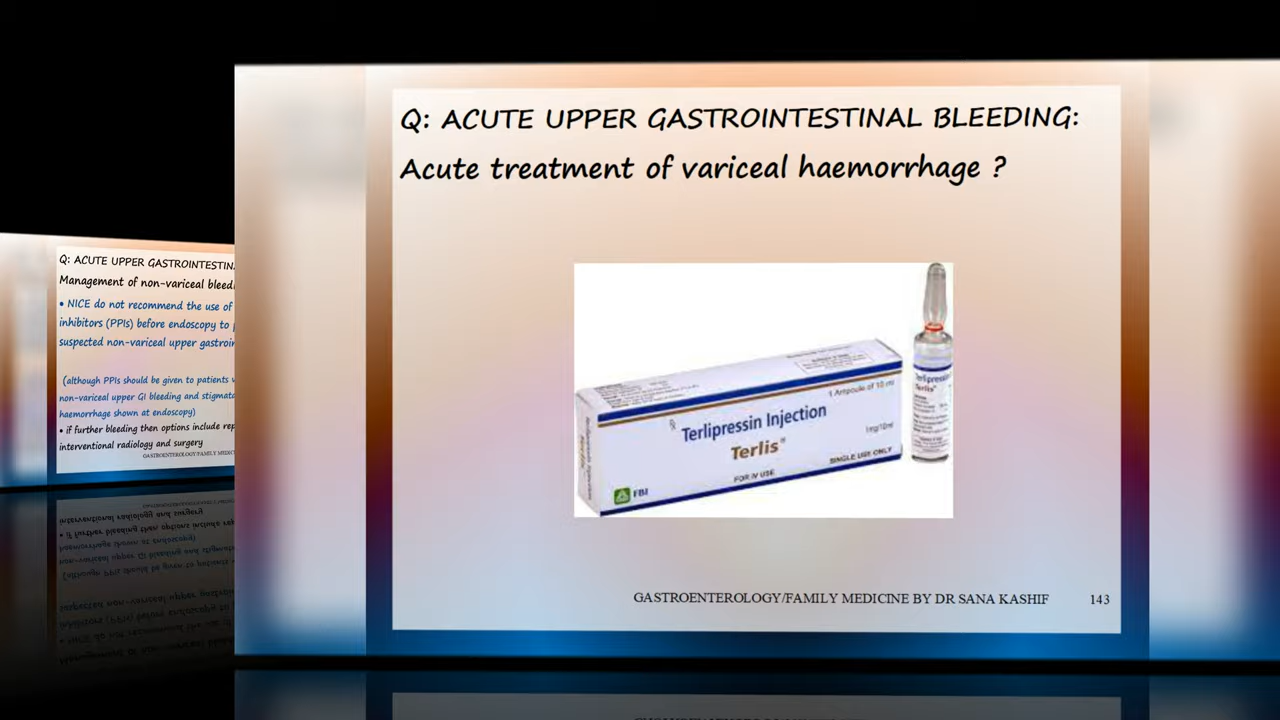 Q: ACUTE UPPER GASTROINTESTINAL BLEEDING:
Acute treatment of variceal haemorrhage ?
1 Ampoule of 10 ml
Terlipressin Injection
1mg/10ml
Terlis®
FOR IV USE
SINGLE USE ONLY
FBI
Terlipressin
Terlis
GASTROENTEROLOGY/FAMILY MEDICINE BY DR SANA KASHIF 143
Q: ACUTE UPPER GASTROINTESTIN
Management of non-variceal bleed
• NICE do not recommend the use of
inhibitors (PPIs) before endoscopy to
suspected non-variceal upper gastroin
(although PPIs should be given to patients
non-variceal upper GI bleeding and stigmat
haemorrhage shown at endoscopy)
• if further bleeding then options include rep
interventional radiology and surgery
GASTROENTEROLOGY/FAMILY MEDIC